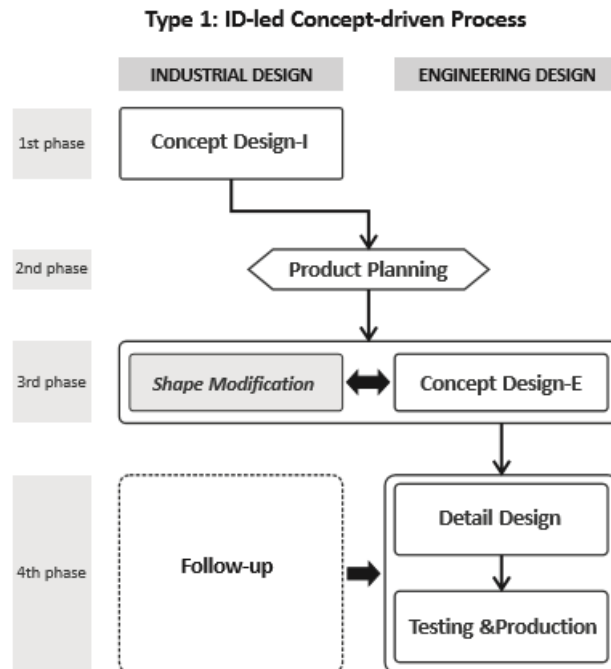 Type 1: ID-led Concept-driven Process
INDUSTRIAL DESIGN
ENGINEERING DESIGN
1st phase
Concept Design-I
2nd phase
Product Planning
3rd phase
Shape Modification
Concept Design-E
4th phase
Follow-up
Detail Design
Testing &Production